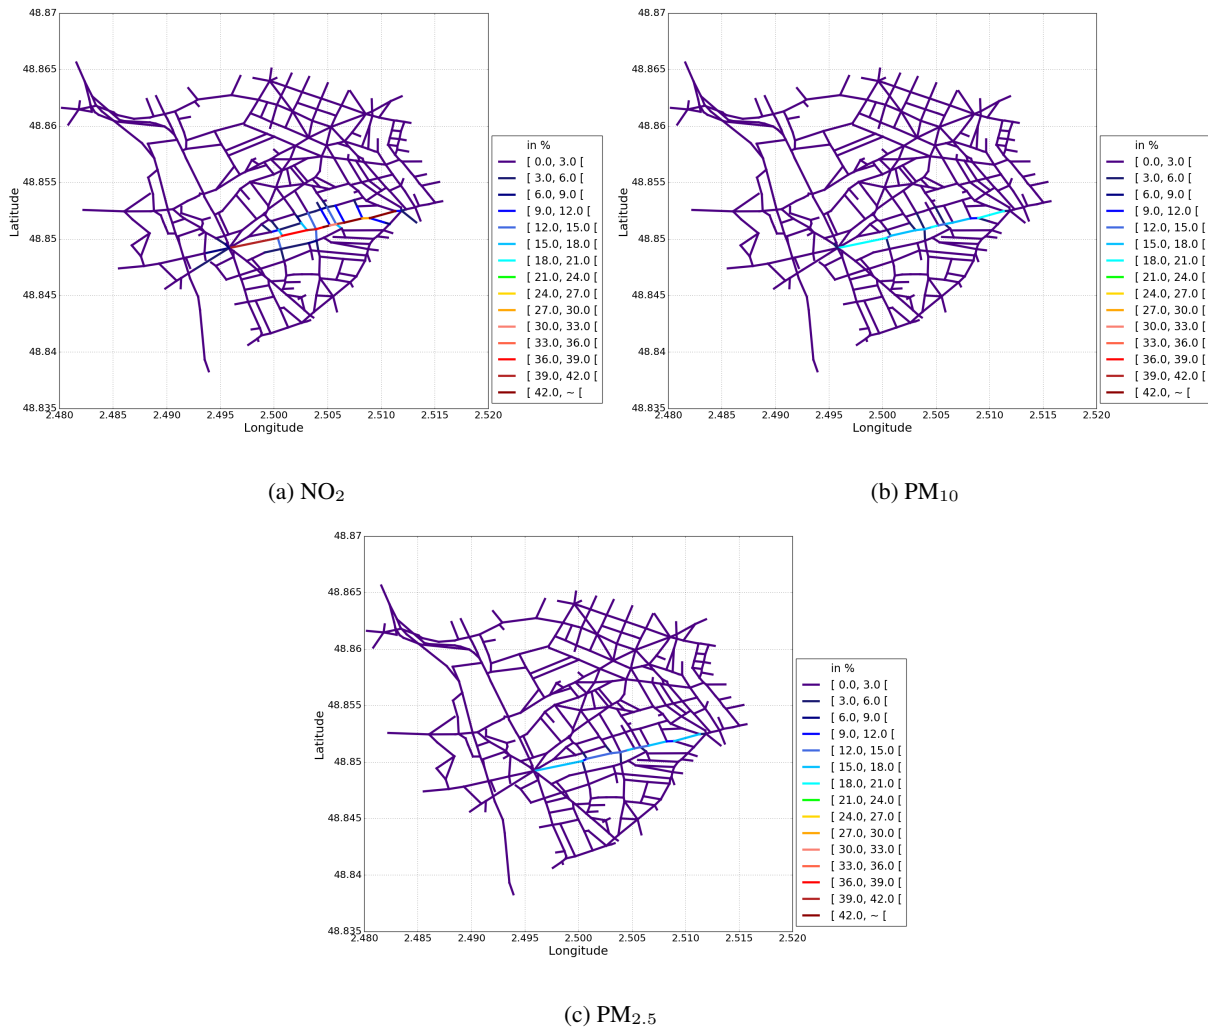 48.87
48.865
48.86
48.855
48.85
48.845
48.84
48.835
2.480
2.485
2.490
2.495
2.500
2.505
2.510
2.515
2.520
Latitude
Longitude
in %
[ 0.0, 3.0 [
[ 3.0, 6.0 [
[ 6.0, 9.0 [
[ 9.0, 12.0 [
[ 12.0, 15.0 [
[ 15.0, 18.0 [
[ 18.0, 21.0 [
[ 21.0, 24.0 [
[ 24.0, 27.0 [
[ 27.0, 30.0 [
[ 30.0, 33.0 [
[ 33.0, 36.0 [
[ 36.0, 39.0 [
[ 39.0, 42.0 [
[ 42.0, ~ [
(a) NO₂
48.87
48.865
48.86
48.855
48.85
48.845
48.84
48.835
2.480
2.485
2.490
2.495
2.500
2.505
2.510
2.515
2.520
Latitude
Longitude
in %
[ 0.0, 3.0 [
[ 3.0, 6.0 [
[ 6.0, 9.0 [
[ 9.0, 12.0 [
[ 12.0, 15.0 [
[ 15.0, 18.0 [
[ 18.0, 21.0 [
[ 21.0, 24.0 [
[ 24.0, 27.0 [
[ 27.0, 30.0 [
[ 30.0, 33.0 [
[ 33.0, 36.0 [
[ 36.0, 39.0 [
[ 39.0, 42.0 [
[ 42.0, ~ [
(b) PM₁₀
48.87
48.865
48.86
48.855
48.85
48.845
48.84
48.835
2.480
2.485
2.490
2.495
2.500
2.505
2.510
2.515
2.520
Latitude
Longitude
in %
[ 0.0, 3.0 [
[ 3.0, 6.0 [
[ 6.0, 9.0 [
[ 9.0, 12.0 [
[ 12.0, 15.0 [
[ 15.0, 18.0 [
[ 18.0, 21.0 [
[ 21.0, 24.0 [
[ 24.0, 27.0 [
[ 27.0, 30.0 [
[ 30.0, 33.0 [
[ 33.0, 36.0 [
[ 36.0, 39.0 [
[ 39.0, 42.0 [
[ 42.0, ~ [
(c) PM₂.₅